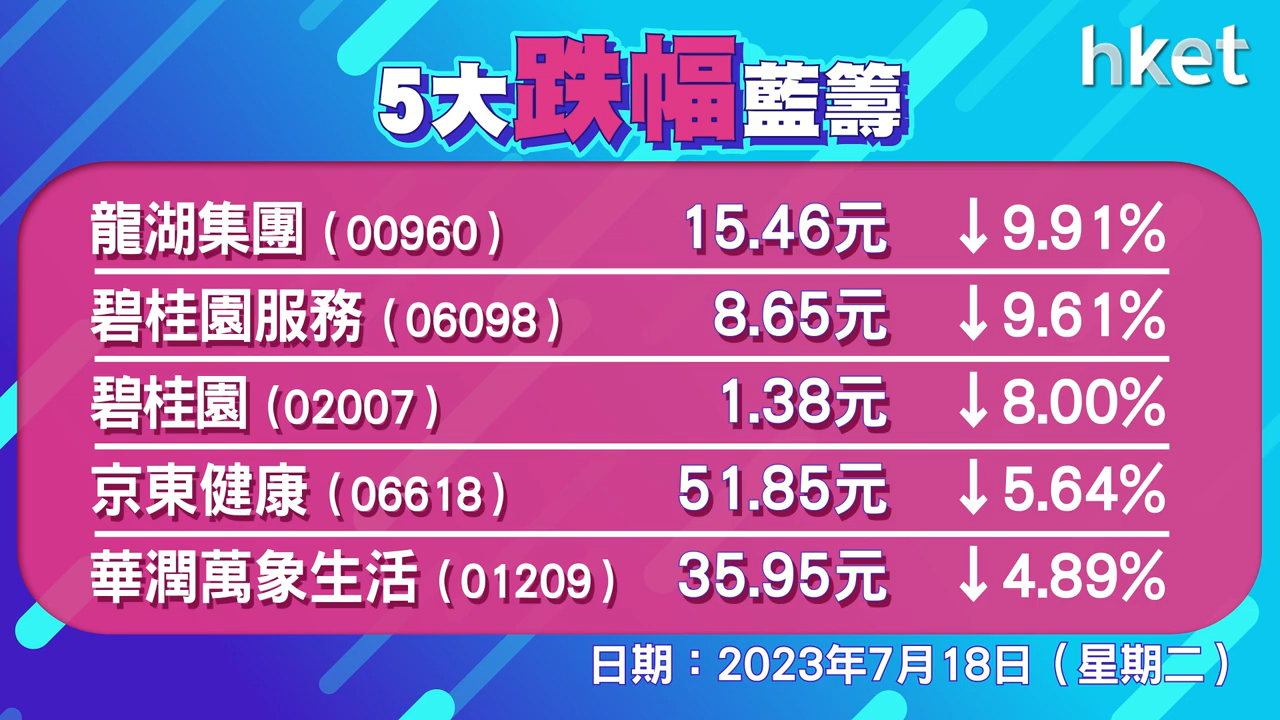 hket
5大跌幅藍籌
龍湖集團（00960） 15.46元 ↓9.91%
碧桂園服務（06098） 8.65元 ↓9.61%
碧桂園（02007） 1.38元 ↓8.00%
京東健康（06618） 51.85元 ↓5.64%
華潤萬象生活（01209） 35.95元 ↓4.89%
日期：2023年7月18日（星期二）